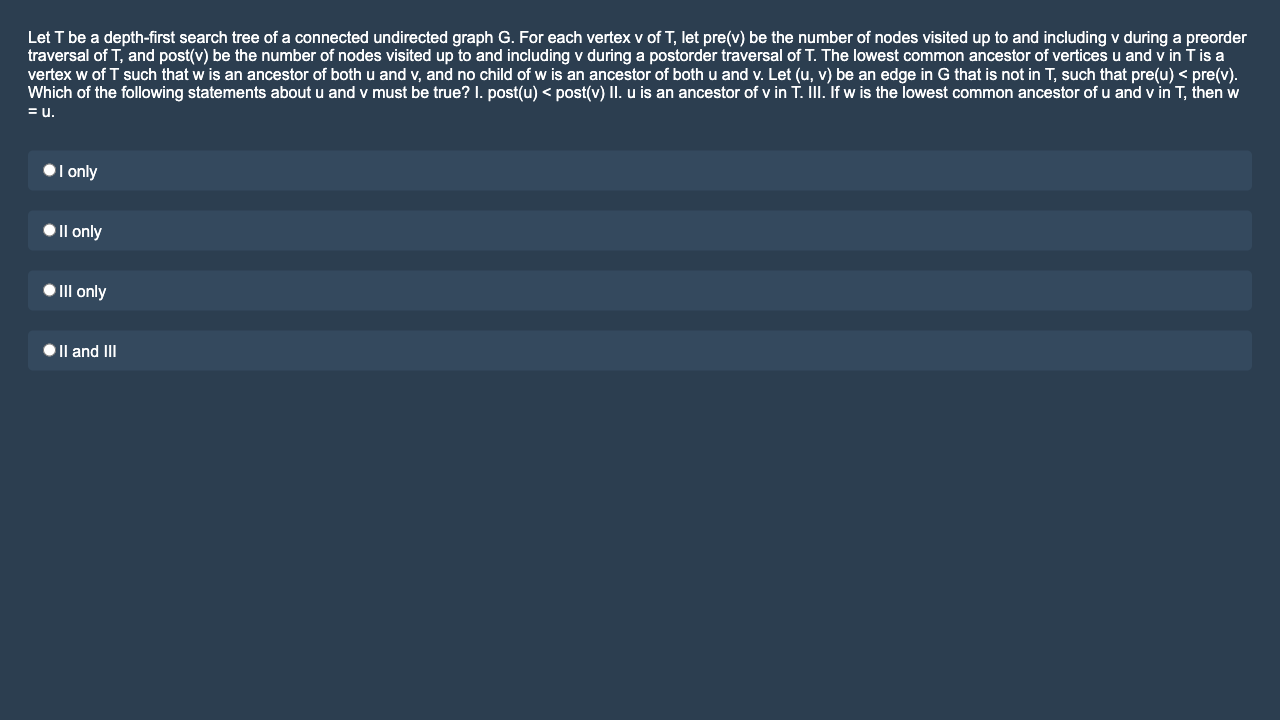 Let T be a depth-first search tree of a connected undirected graph G. For each vertex v of T, let pre(v) be the number of nodes visited up to and including v during a preorder
traversal of T, and post(v) be the number of nodes visited up to and including v during a postorder traversal of T. The lowest common ancestor of vertices u and v in T is a
vertex w of T such that w is an ancestor of both u and v, and no child of w is an ancestor of both u and v. Let (u, v) be an edge in G that is not in T, such that pre(u) < pre(v).
Which of the following statements about u and v must be true? I. post(u) < post(v) II. u is an ancestor of v in T. III. If w is the lowest common ancestor of u and v in T, then w
= u.
I only
II only
III only
II and III